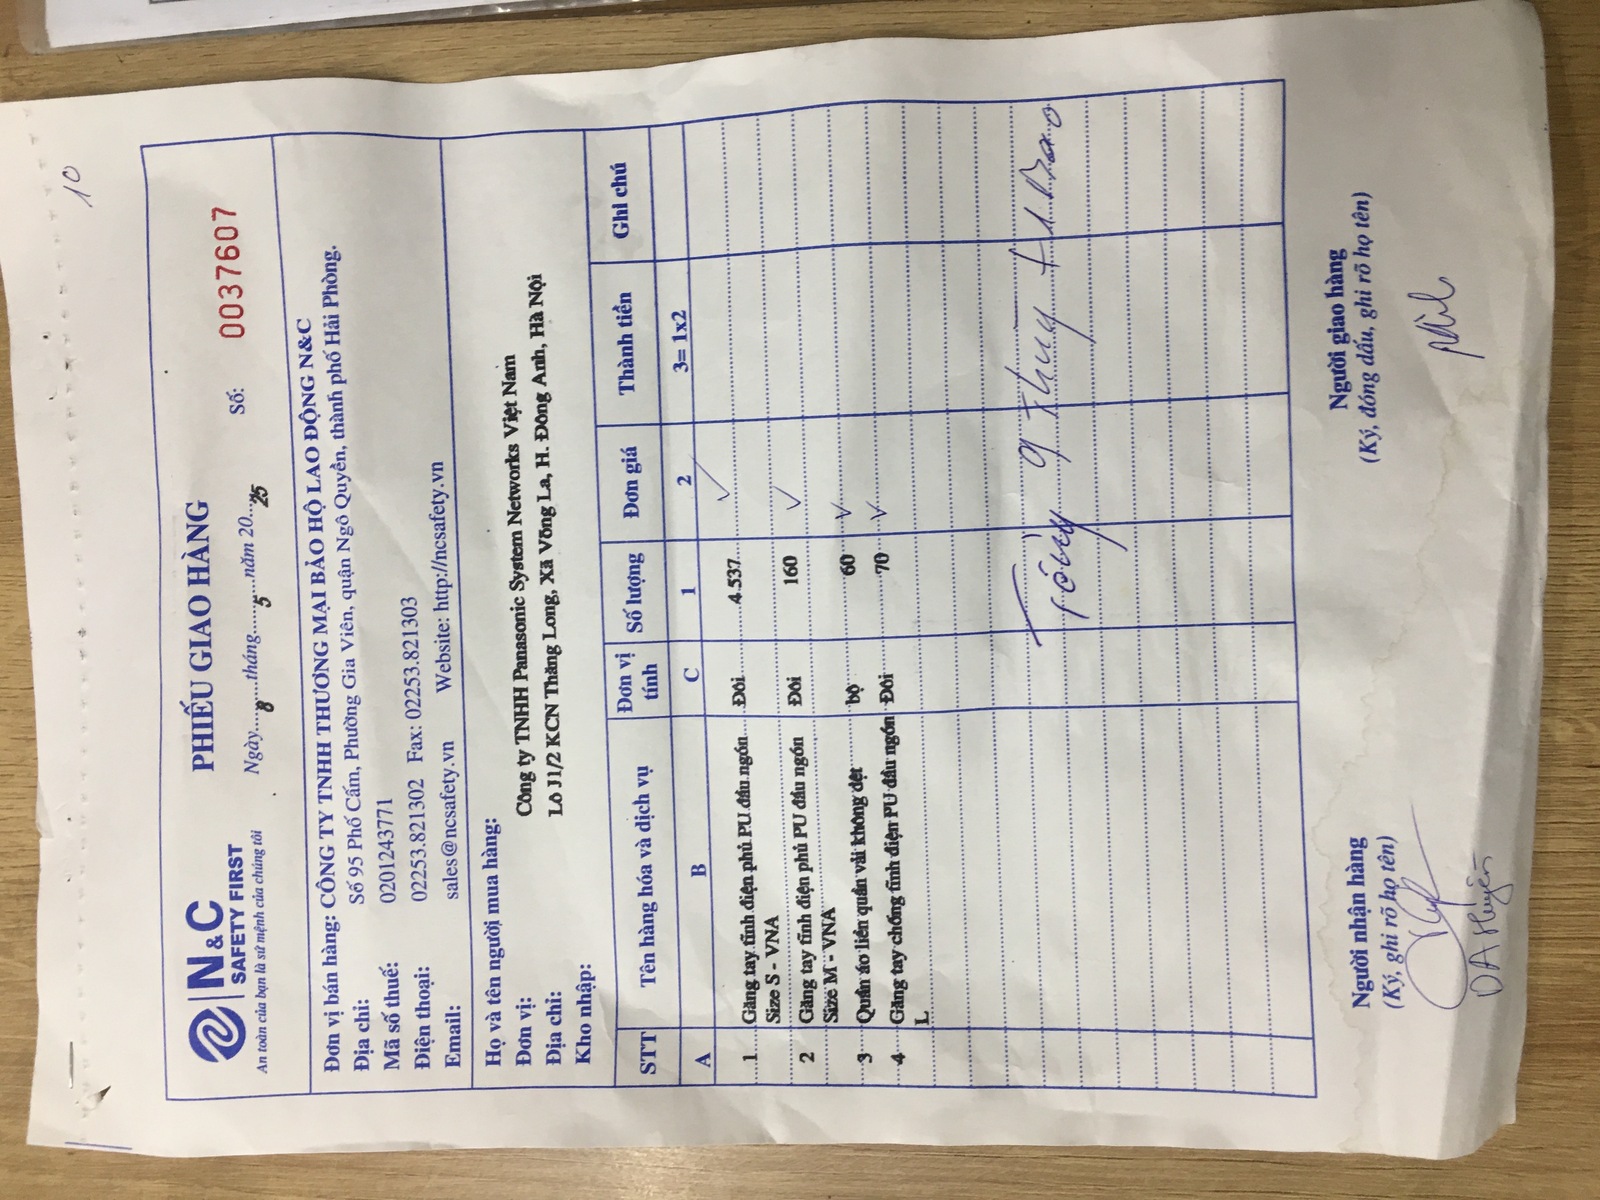 10
N&C
SAFETY FIRST
An toàn của bạn là sứ mệnh của chúng tôi
PHIẾU GIAO HÀNG
Ngày 8 tháng 5 năm 2025
Số: 0037607
Đơn vị bán hàng: CÔNG TY TNHH THƯƠNG MẠI BẢO HỘ LAO ĐỘNG N&C
Địa chỉ: Số 95 Phố Cấm, Phường Gia Viên, quận Ngô Quyền, thành phố Hải Phòng.
Mã số thuế: 0201243771
Điện thoại: 02253.821302 Fax: 02253.821303
Email: sales@ncsafety.vn Website: http://ncsafety.vn
Họ và tên người mua hàng:
Đơn vị: Công ty TNHH Panasonic System Networks Việt Nam
Địa chỉ: Lô J1/2 KCN Thăng Long, Xã Võng La, H. Đông Anh, Hà Nội
Kho nhập:
STT Tên hàng hóa và dịch vụ Đơn vị tính Số lượng Đơn giá Thành tiền Ghi chú
A B C 1 2 3= 1x2
1 Găng tay tĩnh điện phủ PU đầu ngón Size S - VNA Đôi 4.537
2 Găng tay tĩnh điện phủ PU đầu ngón Size M - VNA Đôi 160
3 Quần áo liền quần vải không dệt bộ 60
4 Găng tay chống tĩnh điện PU đầu ngón L Đôi 70
Tổng 9 thùng + 1
Người nhận hàng
(Ký, ghi rõ họ tên)
Người giao hàng
(Ký, đóng dấu, ghi rõ họ tên)